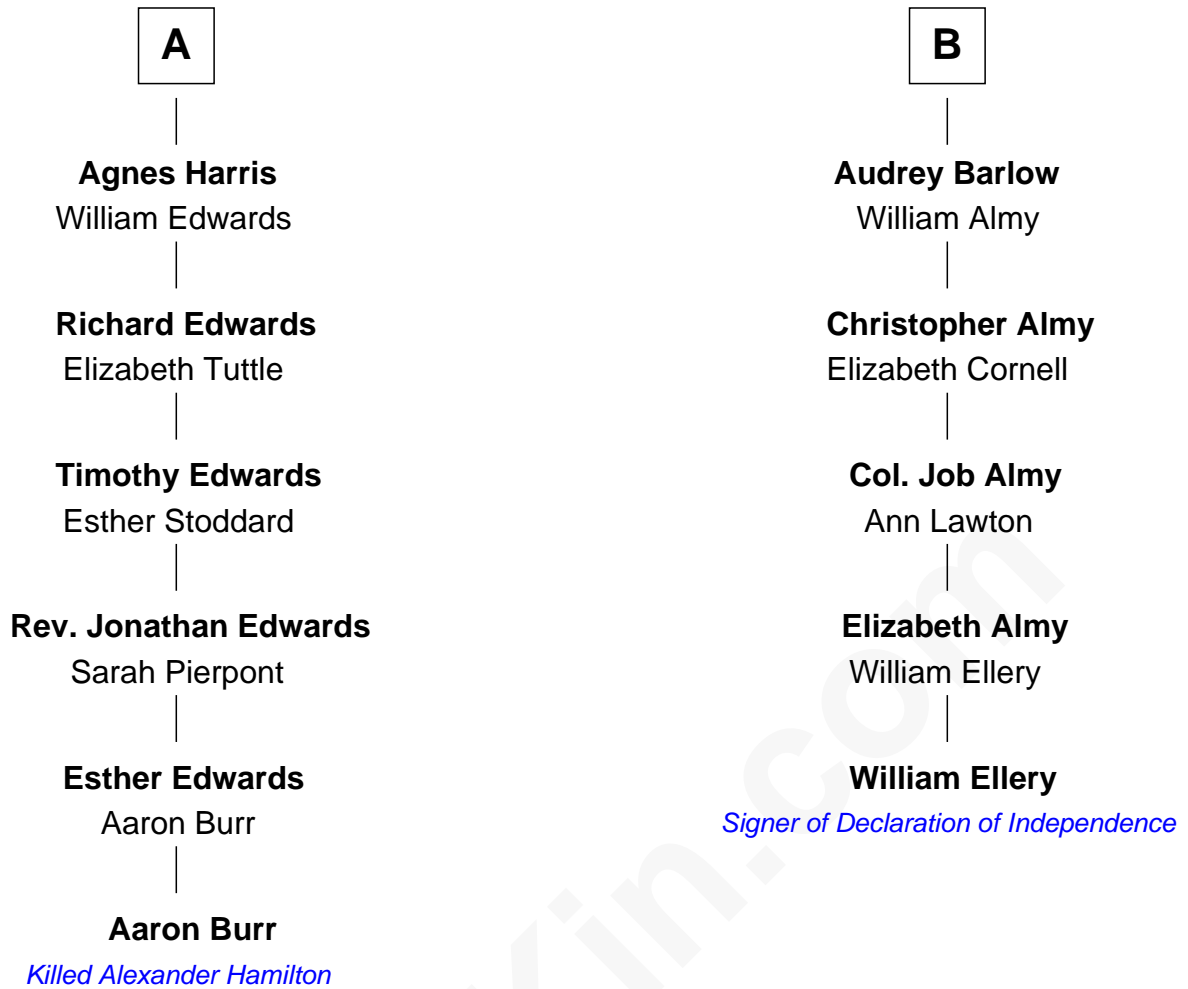 A
Agnes Harris
William Edwards
Richard Edwards
Elizabeth Tuttle
Timothy Edwards
Esther Stoddard
Rev. Jonathan Edwards
Sarah Pierpont
Esther Edwards
Aaron Burr
Aaron Burr
Killed Alexander Hamilton
B
Audrey Barlow
William Almy
Christopher Almy
Elizabeth Cornell
Col. Job Almy
Ann Lawton
Elizabeth Almy
William Ellery
William Ellery
Signer of Declaration of Independence
Kin.com